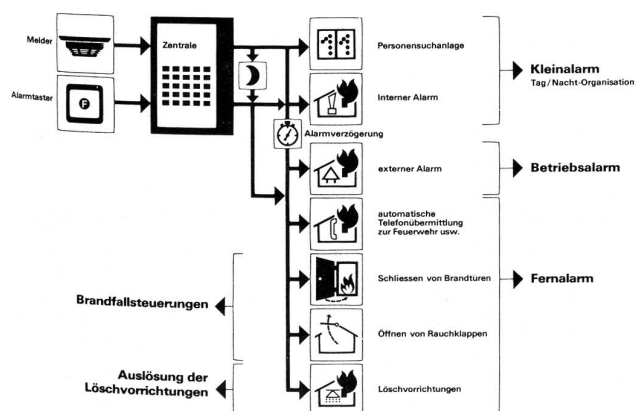 Melder
Zentrale
Personensuchanlage
Kleinalarm
Tag/Nacht-Organisation
Alarmtaster
F
Interner Alarm
Alarmverzögerung
externer Alarm
Betriebsalarm
automatische
Telefonübermittlung
zur Feuerwehr usw.
Schliessen von Brandtüren
Fernalarm
Brandfallsteuerungen
Öffnen von Rauchklappen
Auslösung der
Löschvorrichtungen
Löschvorrichtungen